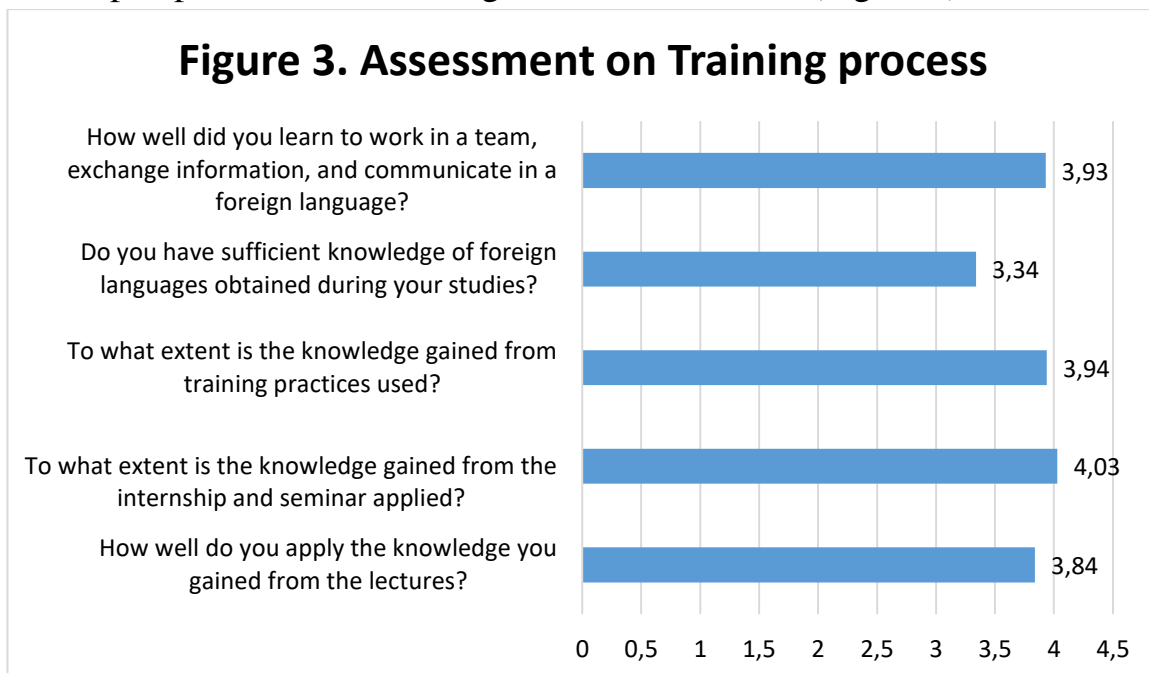 Figure 3. Assessment on Training process
How well did you learn to work in a team,
exchange information, and communicate in a
foreign language?
3,93
Do you have sufficient knowledge of foreign
languages obtained during your studies?
3,34
To what extent is the knowledge gained from
training practices used?
3,94
To what extent is the knowledge gained from the
internship and seminar applied?
4,03
How well do you apply the knowledge you
gained from the lectures?
3,84
0 0,5 1 1,5 2 2,5 3 3,5 4 4,5